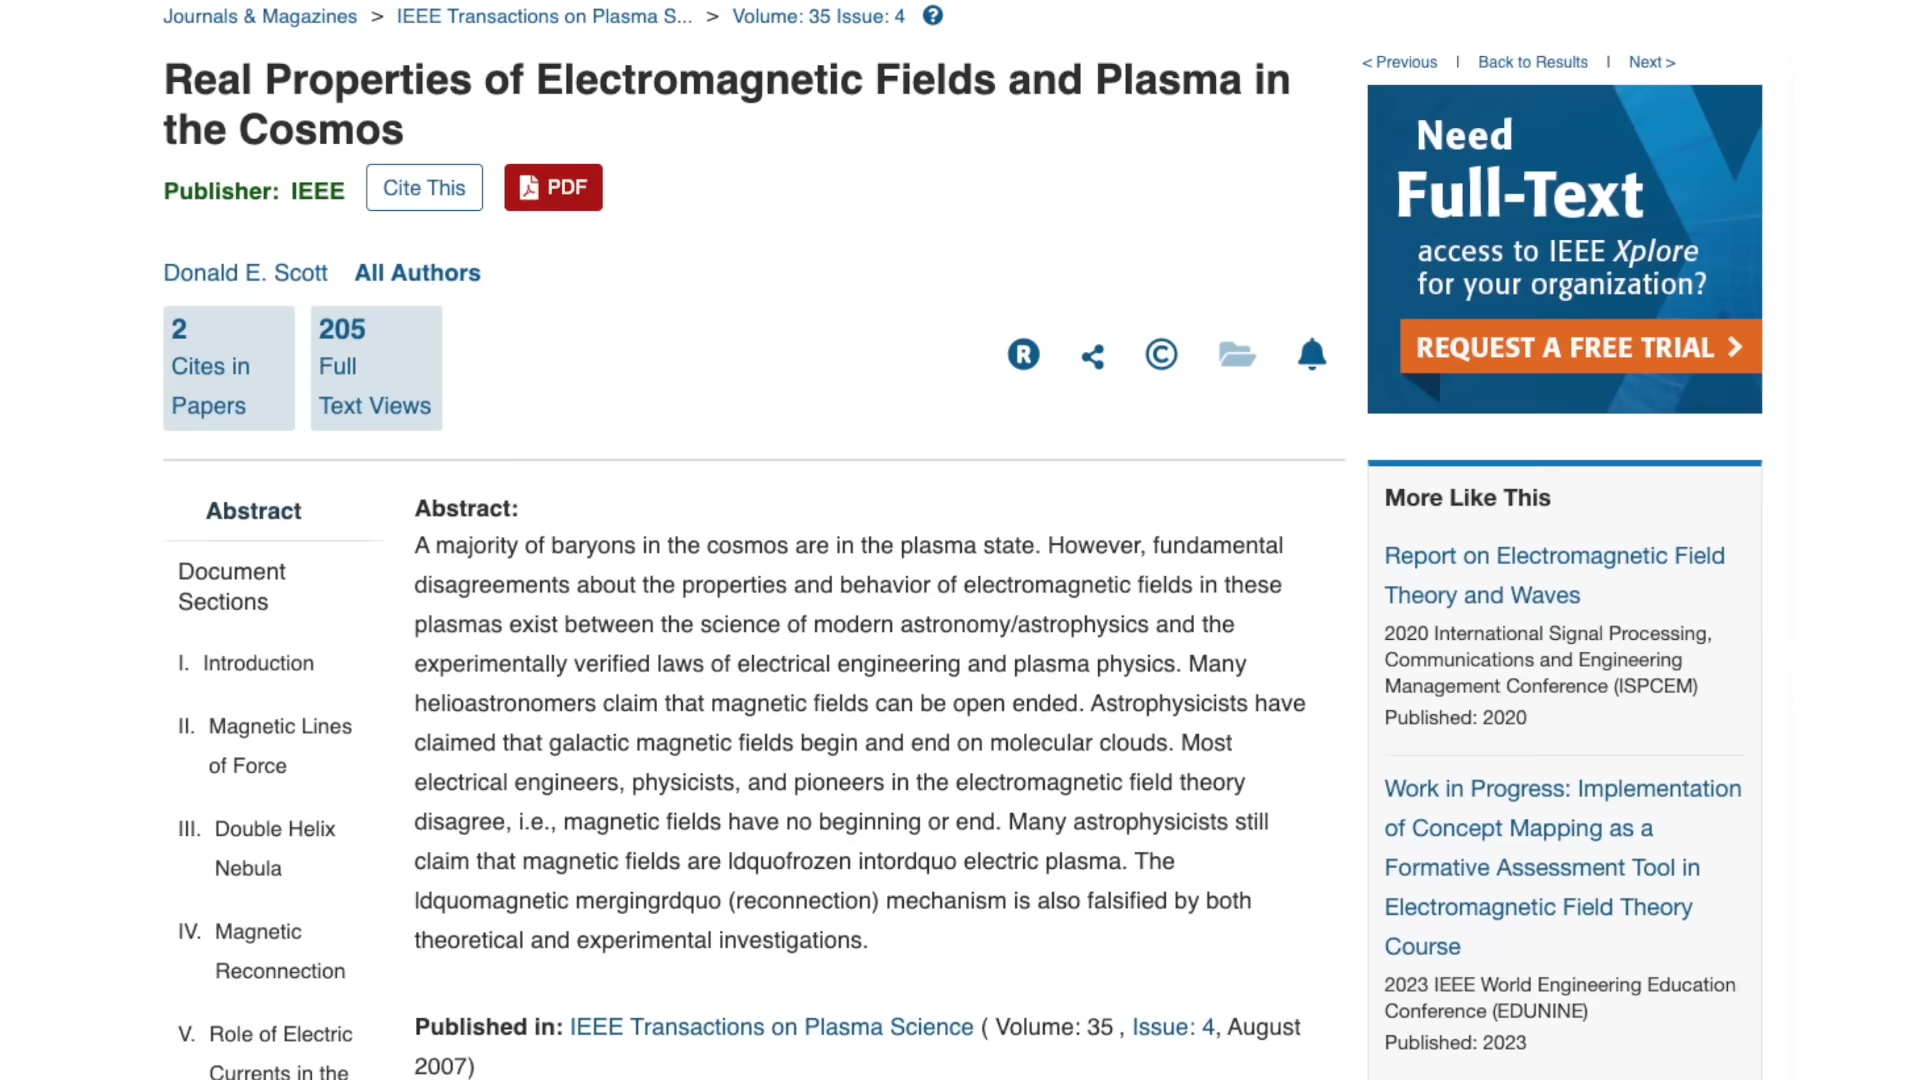 Journals & Magazines > IEEE Transactions on Plasma S... > Volume: 35 Issue: 4 ?
Real Properties of Electromagnetic Fields and Plasma in
the Cosmos
Publisher: IEEE Cite This PDF
Donald E. Scott All Authors
2
Cites in
Papers
205
Full
Text Views
R
©
< Previous | Back to Results | Next >
Need
Full-Text
access to IEEE Xplore
for your organization?
REQUEST A FREE TRIAL >
Abstract
Document
Sections
I. Introduction
II. Magnetic Lines
of Force
III. Double Helix
Nebula
IV. Magnetic
Reconnection
V. Role of Electric
Currents in the
Abstract:
A majority of baryons in the cosmos are in the plasma state. However, fundamental
disagreements about the properties and behavior of electromagnetic fields in these
plasmas exist between the science of modern astronomy/astrophysics and the
experimentally verified laws of electrical engineering and plasma physics. Many
helioastronomers claim that magnetic fields can be open ended. Astrophysicists have
claimed that galactic magnetic fields begin and end on molecular clouds. Most
electrical engineers, physicists, and pioneers in the electromagnetic field theory
disagree, i.e., magnetic fields have no beginning or end. Many astrophysicists still
claim that magnetic fields are ldquofrozen intordquo electric plasma. The
ldquomagnetic mergingrdquo (reconnection) mechanism is also falsified by both
theoretical and experimental investigations.
Published in: IEEE Transactions on Plasma Science ( Volume: 35 , Issue: 4, August
2007)
More Like This
Report on Electromagnetic Field
Theory and Waves
2020 International Signal Processing,
Communications and Engineering
Management Conference (ISPCEM)
Published: 2020
Work in Progress: Implementation
of Concept Mapping as a
Formative Assessment Tool in
Electromagnetic Field Theory
Course
2023 IEEE World Engineering Education
Conference (EDUNINE)
Published: 2023